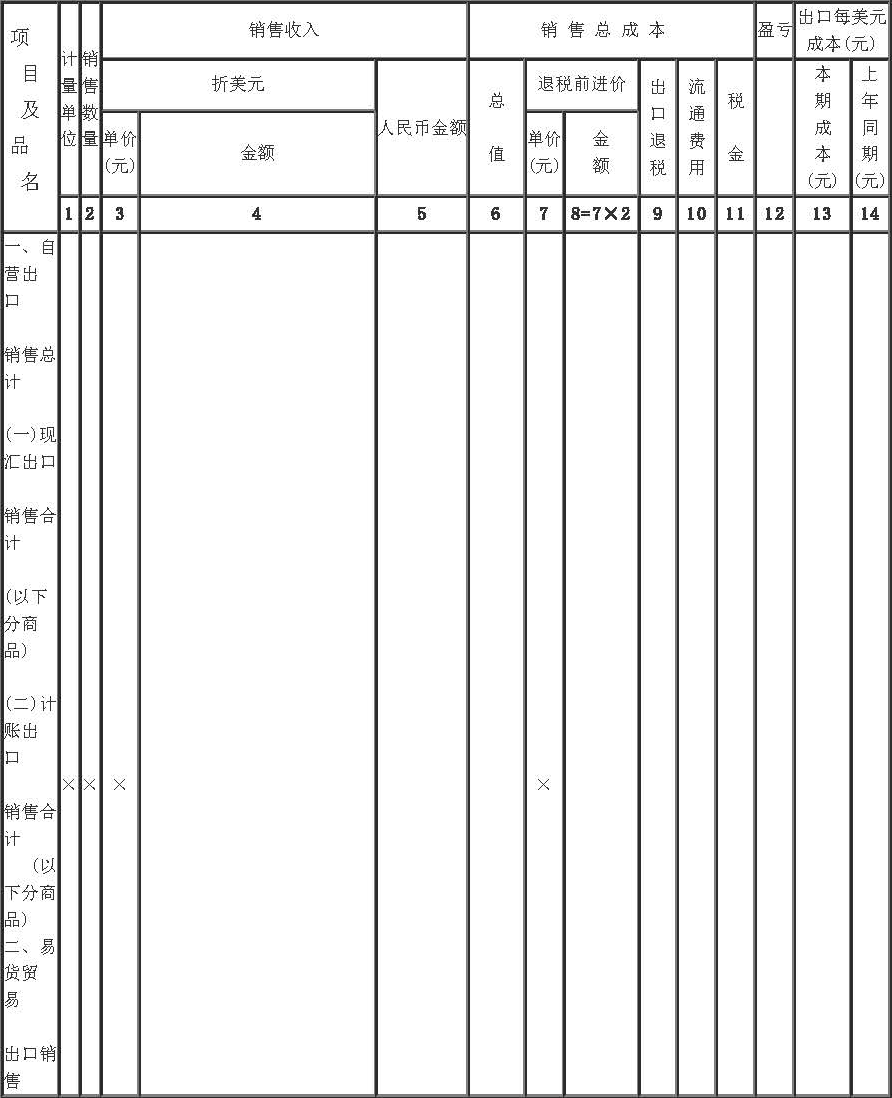 项
目
及
品
名
计
量
单
位
销
售
数
量
销售收入
销 售 总 成 本
盈亏
出口每美元
成本(元)
折美元
人民币金额
总
值
退税前进价
出
口
退
税
流
通
费
用
税
金
本
期
成
本
(元)
上
年
同
期
(元)
单价
(元)
金额
单价
(元)
金
额
1 2 3 4 5 6 7 8=7×2 9 10 11 12 13 14
一、自
营出
口
销售总
计
(一)现
汇出口
销售合
计
(以下
分商
品)
(二)计
账出
口
× × × ×
销售合
计
(以
下分商
品)
二、易
货贸
易
出口销
售